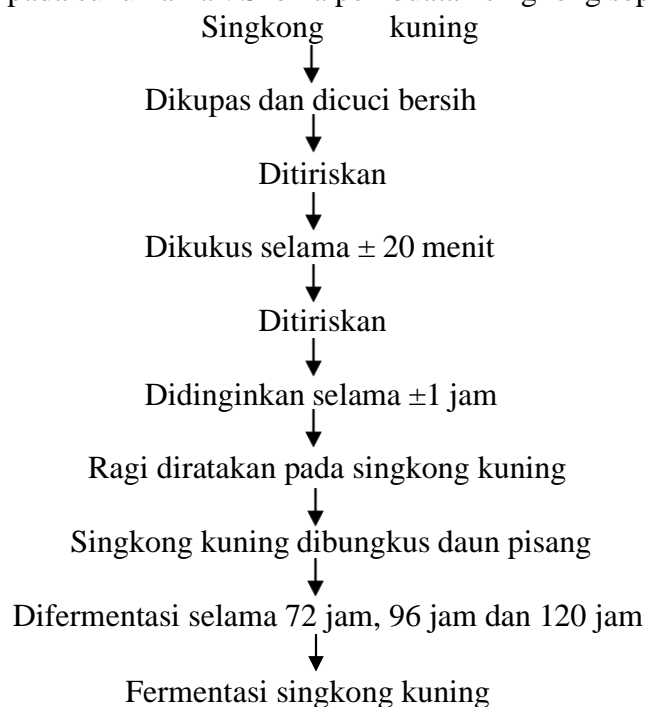 Singkong kuning
Dikupas dan dicuci bersih
Ditiriskan
Dikukus selama ± 20 menit
Ditiriskan
Didinginkan selama ±1 jam
Ragi diratakan pada singkong kuning
Singkong kuning dibungkus daun pisang
Difermentasi selama 72 jam, 96 jam dan 120 jam
Fermentasi singkong kuning